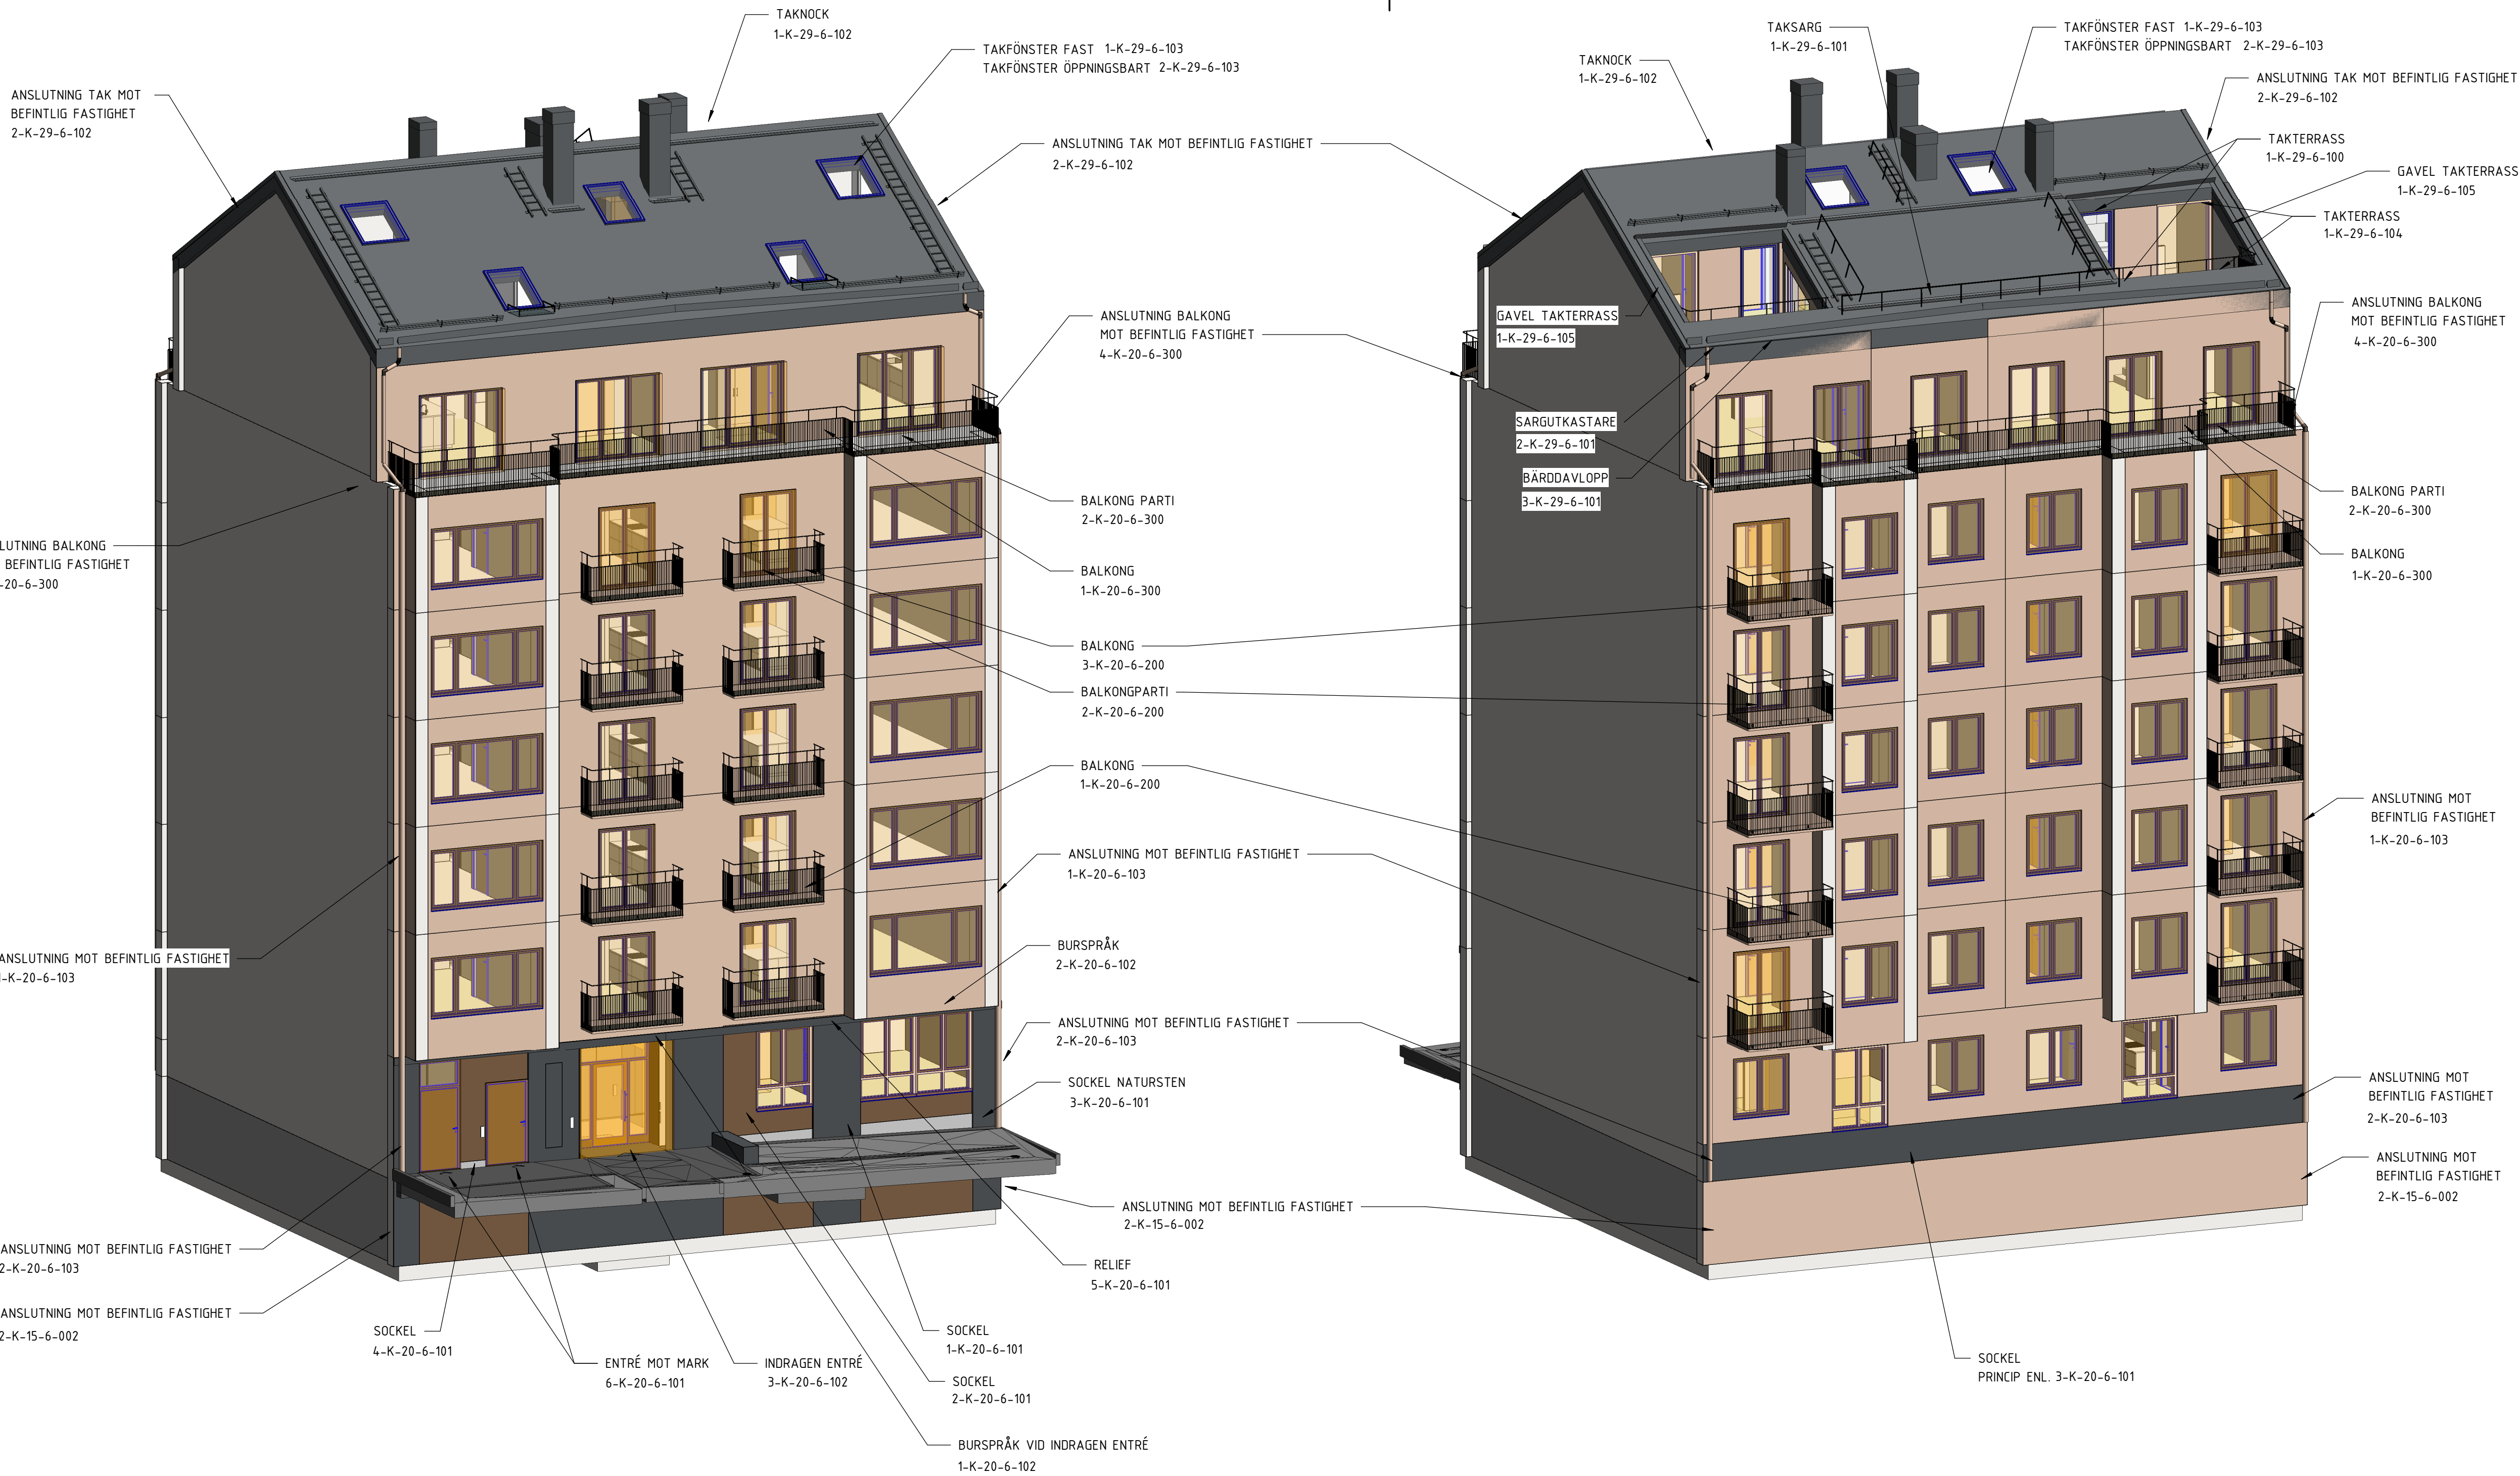 TAKNOCK
1-K-29-6-102
TAKFÖNSTER FAST 1-K-29-6-103
TAKFÖNSTER ÖPPNINGSBART 2-K-29-6-103
ANSLUTNING TAK MOT
BEFINTLIG FASTIGHET
2-K-29-6-102
ANSLUTNING TAK MOT BEFINTLIG FASTIGHET
2-K-29-6-102
ANSLUTNING BALKONG
MOT BEFINTLIG FASTIGHET
4-K-20-6-300
BALKONG PARTI
2-K-20-6-300
LUTNING BALKONG
BEFINTLIG FASTIGHET
-20-6-300
BALKONG
1-K-20-6-300
BALKONG
3-K-20-6-200
BALKONGPARTI
2-K-20-6-200
BALKONG
1-K-20-6-200
ANSLUTNING MOT BEFINTLIG FASTIGHET
1-K-20-6-103
ANSLUTNING MOT BEFINTLIG FASTIGHET
1-K-20-6-103
BURSPRÅK
2-K-20-6-102
ANSLUTNING MOT BEFINTLIG FASTIGHET
2-K-20-6-103
SOCKEL NATURSTEN
3-K-20-6-101
ANSLUTNING MOT BEFINTLIG FASTIGHET
2-K-15-6-002
ANSLUTNING MOT BEFINTLIG FASTIGHET
2-K-20-6-103
RELIEF
5-K-20-6-101
ANSLUTNING MOT BEFINTLIG FASTIGHET
2-K-15-6-002
SOCKEL
4-K-20-6-101
ENTRÉ MOT MARK
6-K-20-6-101
INDRAGEN ENTRÉ
3-K-20-6-102
SOCKEL
1-K-20-6-101
SOCKEL
2-K-20-6-101
BURSPRÅK VID INDRAGEN ENTRÉ
1-K-20-6-102
TAKNOCK
1-K-29-6-102
TAKSARG
1-K-29-6-101
TAKFÖNSTER FAST 1-K-29-6-103
TAKFÖNSTER ÖPPNINGSBART 2-K-29-6-103
ANSLUTNING TAK MOT BEFINTLIG FASTIGHET
2-K-29-6-102
TAKTERRASS
1-K-29-6-100
GAVEL TAKTERRASS
1-K-29-6-105
TAKTERRASS
1-K-29-6-104
GAVEL TAKTERRASS
1-K-29-6-105
ANSLUTNING BALKONG
MOT BEFINTLIG FASTIGHET
4-K-20-6-300
SARGUTKASTARE
2-K-29-6-101
BÄRDDAVLOPP
3-K-29-6-101
BALKONG PARTI
2-K-20-6-300
BALKONG
1-K-20-6-300
ANSLUTNING MOT
BEFINTLIG FASTIGHET
1-K-20-6-103
ANSLUTNING MOT
BEFINTLIG FASTIGHET
2-K-20-6-103
ANSLUTNING MOT
BEFINTLIG FASTIGHET
2-K-15-6-002
SOCKEL
PRINCIP ENL. 3-K-20-6-101